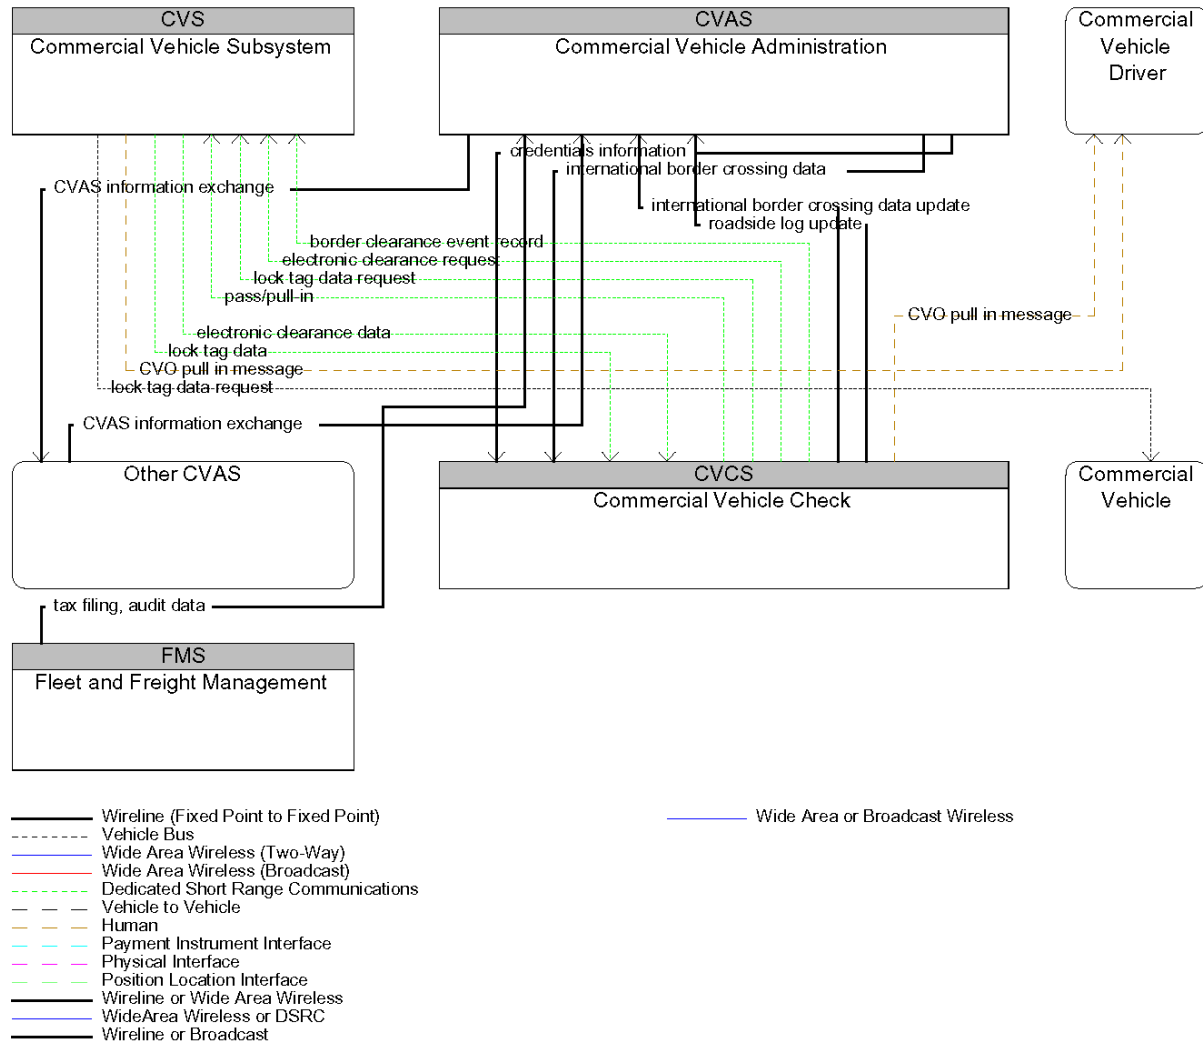 CVS
Commercial Vehicle Subsystem
CVAS
Commercial Vehicle Administration
Commercial
Vehicle
Driver
credentials information
international border crossing data
CVAS information exchange
international border crossing data update
roadside log update
border clearance event record
electronic clearance request
lock tag data request
pass/pull-in
CVO pull in message
electronic clearance data
lock tag data
CVO pull in message
lock tag data request
CVAS information exchange
Other CVAS
CVCS
Commercial Vehicle Check
Commercial
Vehicle
tax filing, audit data
FMS
Fleet and Freight Management
Wireline (Fixed Point to Fixed Point)
Vehicle Bus
Wide Area Wireless (Two-Way)
Wide Area Wireless (Broadcast)
Dedicated Short Range Communications
Vehicle to Vehicle
Human
Payment Instrument Interface
Physical Interface
Position Location Interface
Wireline or Wide Area Wireless
WideArea Wireless or DSRC
Wireline or Broadcast
Wide Area or Broadcast Wireless